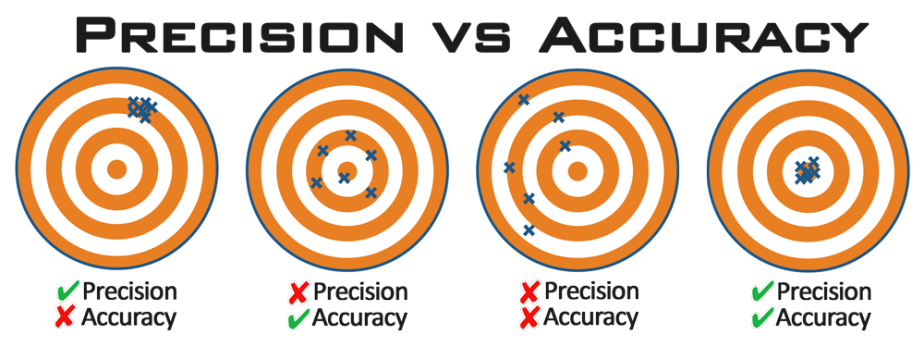 PRECISION VS ACCURACY
✔Precision
✘Accuracy
✘Precision
✔Accuracy
✘Precision
✘Accuracy
✔Precision
✔Accuracy